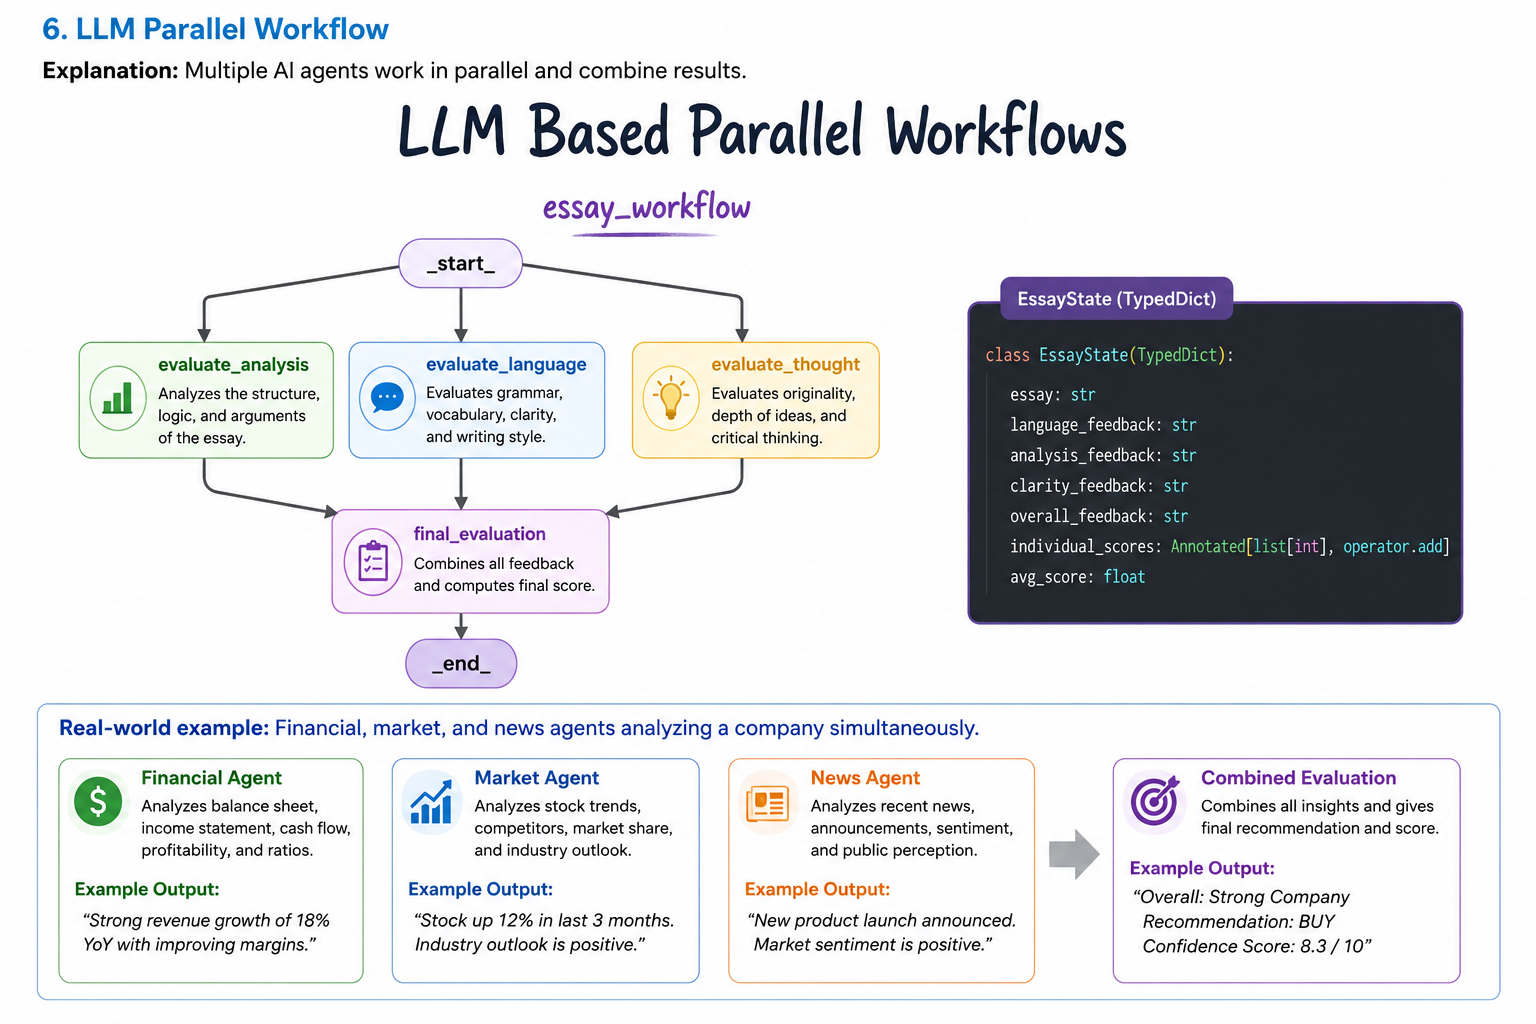 6. LLM Parallel Workflow
Explanation: Multiple AI agents work in parallel and combine results.
LLM Based Parallel Workflows
essay_workflow
_start_
evaluate_analysis
Analyzes the structure,
logic, and arguments
of the essay.
evaluate_language
Evaluates grammar,
vocabulary, clarity,
and writing style.
evaluate_thought
Evaluates originality,
depth of ideas, and
critical thinking.
final_evaluation
Combines all feedback
and computes final score.
_end_
EssayState (TypedDict)
class EssayState(TypedDict):
essay: str
language_feedback: str
analysis_feedback: str
clarity_feedback: str
overall_feedback: str
individual_scores: Annotated[list[int], operator.add]
avg_score: float
Real-world example: Financial, market, and news agents analyzing a company simultaneously.
Financial Agent
Analyzes balance sheet,
income statement, cash flow,
profitability, and ratios.
Example Output:
“Strong revenue growth of 18%
YoY with improving margins.”
Market Agent
Analyzes stock trends,
competitors, market share,
and industry outlook.
Example Output:
“Stock up 12% in last 3 months.
Industry outlook is positive.”
News Agent
Analyzes recent news,
announcements, sentiment,
and public perception.
Example Output:
“New product launch announced.
Market sentiment is positive.”
Combined Evaluation
Combines all insights and gives
final recommendation and score.
Example Output:
“Overall: Strong Company
Recommendation: BUY
Confidence Score: 8.3 / 10”